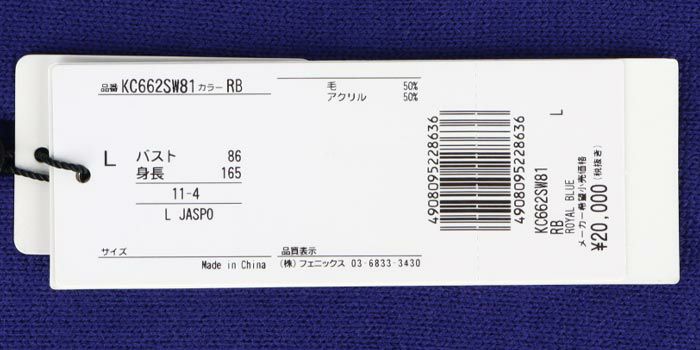 品番 KC662SW81 カラー RB
L
バスト 86
身長 165
11-4
L JASPO
サイズ
Made in China
毛 50%
アクリル 50%
品質表示
(株)フェニックス 03-6833-3430
4908095228636
4908095228636
L
KC662SW81
RB
ROYAL BLUE
メーカー希望小売価格
¥20,000 (税抜き)